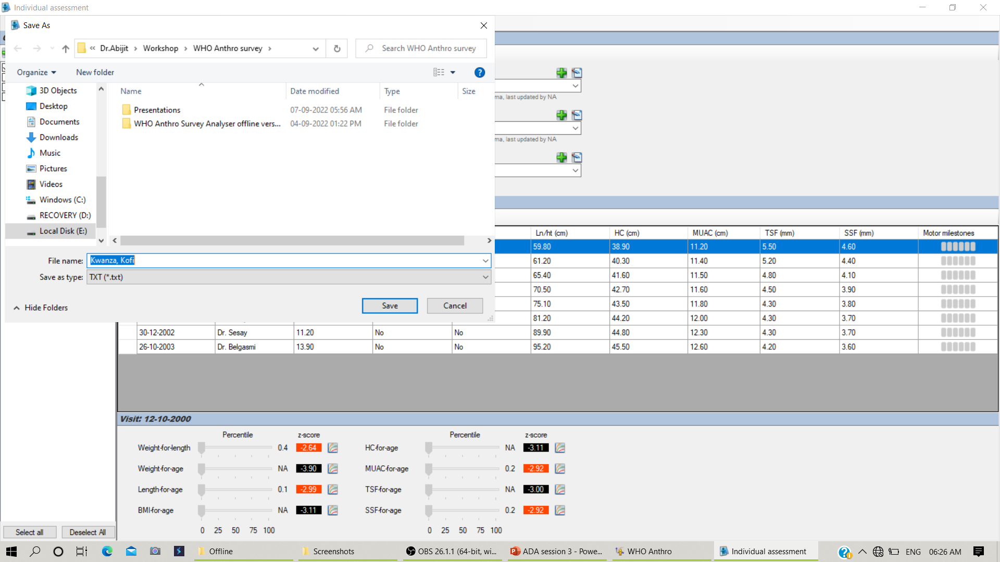 Individual assessment
Save As
« Dr.Abijit › Workshop › WHO Anthro survey ›
Search WHO Anthro survey
Organize
New folder
3D Objects
Desktop
Documents
Downloads
Music
Pictures
Videos
Windows (C:)
RECOVERY (D:)
Local Disk (E:)
Name Date modified Type Size
Presentations 07-09-2022 05:56 AM File folder
WHO Anthro Survey Analyser offline vers... 04-09-2022 01:22 PM File folder
File name: Kwanza, Kofi
Save as type: TXT (*.txt)
Hide Folders
Save
Cancel
ma, last updated by NA
ma, last updated by NA
Ln/ht (cm) HC (cm) MUAC (cm) TSF (mm) SSF (mm) Motor milestones
59.80 38.90 11.20 5.50 4.60
61.20 40.30 11.40 5.20 4.40
65.40 41.60 11.50 4.80 4.10
70.50 42.70 11.60 4.50 3.90
75.10 43.50 11.80 4.30 3.80
81.20 44.20 12.00 4.30 3.70
30-12-2002 Dr. Sesay 11.20 No No 89.90 44.80 12.30 4.30 3.70
26-10-2003 Dr. Belgasmi 13.90 No No 95.20 45.50 12.60 4.20 3.60
Visit: 12-10-2000
Percentile z-score Percentile z-score
Weight-for-length 0.4 -2.64 HC-for-age NA -3.11
Weight-for-age NA -3.90 MUAC-for-age 0.2 -2.92
Length-for-age 0.1 -2.99 TSF-for-age NA -3.00
BMI-for-age NA -3.11 SSF-for-age 0.2 -2.92
0 25 50 75 100 0 25 50 75 100
Select all
Deselect All
Offline
Screenshots
OBS 26.1.1 (64-bit, wi...
ADA session 3 - Powe...
WHO Anthro
Individual assessment
ENG
06:26 AM